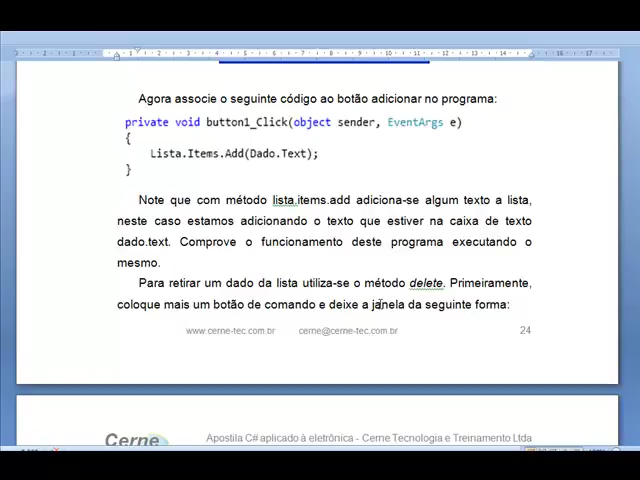 Agora associe o seguinte código ao botão adicionar no programa:
private void button1_Click(object sender, EventArgs e)
{
Lista.Items.Add(Dado.Text);
}
Note que com método lista.items.add adiciona-se algum texto a lista,
neste caso estamos adicionando o texto que estiver na caixa de texto
dado.text. Comprove o funcionamento deste programa executando o
mesmo.
Para retirar um dado da lista utiliza-se o método delete. Primeiramente,
coloque mais um botão de comando e deixe a janela da seguinte forma:
www.cerne-tec.com.br cerne@cerne-tec.com.br 24
Cerne Apostila C# aplicado à eletrônica - Cerne Tecnologia e Treinamento Ltda